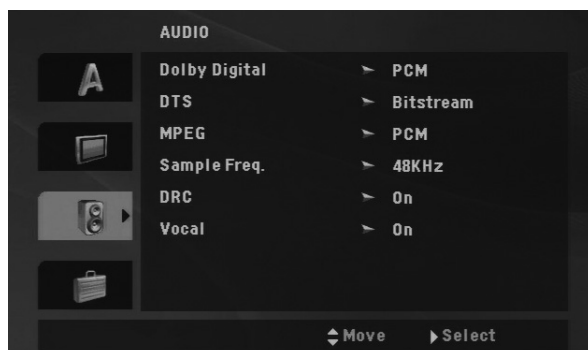 AUDIO
Dolby Digital ➢ PCM
DTS ➢ Bitstream
MPEG ➢ PCM
Sample Freq. ➢ 48KHz
DRC ➢ On
Vocal ➢ On
A
Move Select